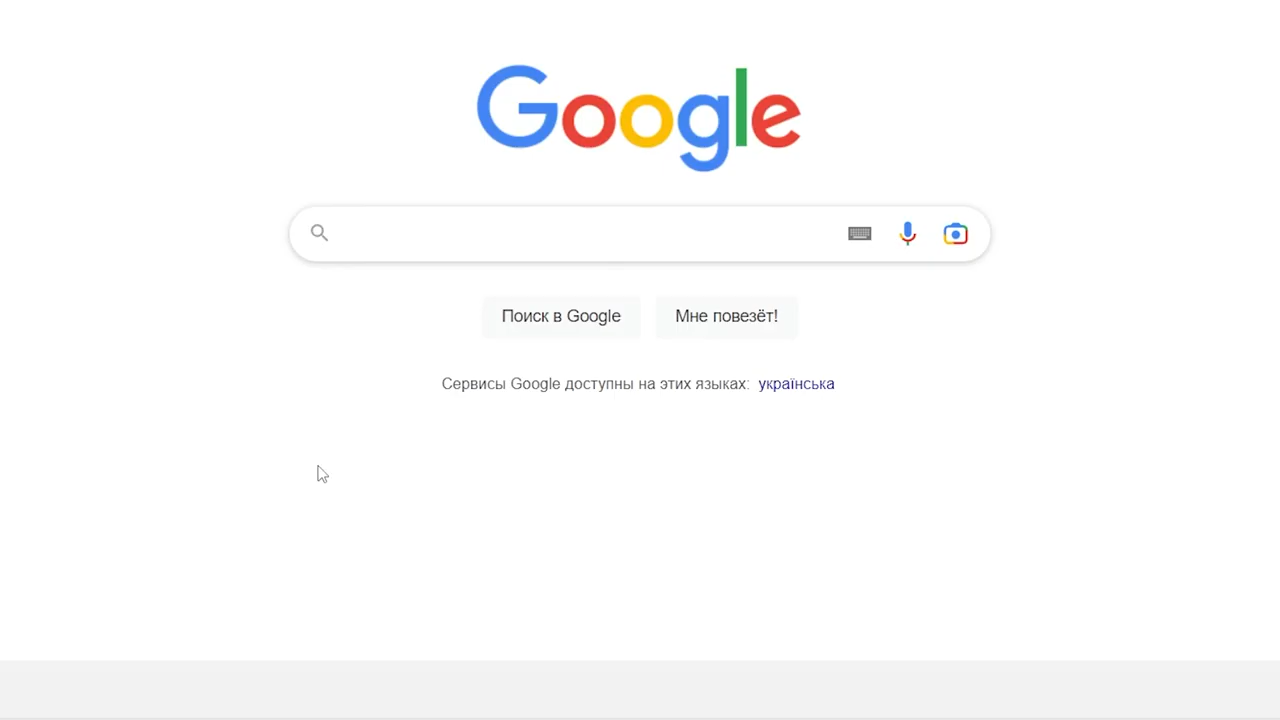 Google
Поиск в Google
Мне повезёт!
Сервисы Google доступны на этих языках: українська